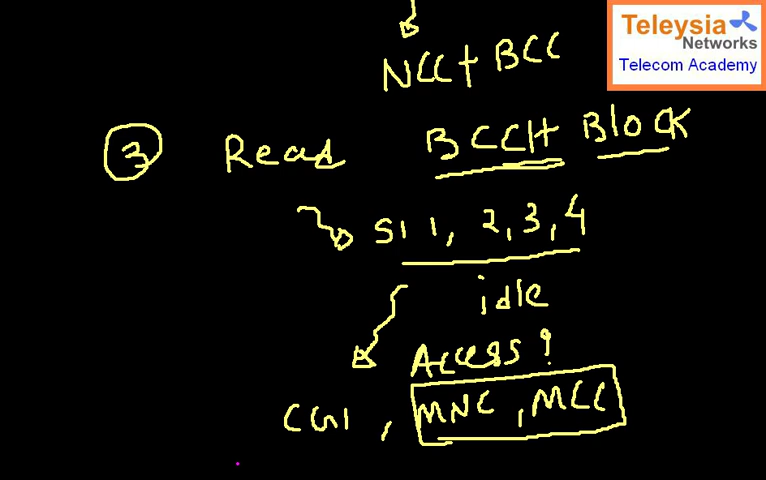 Teleysia
Networks
Telecom Academy
NCC + BCC
3 Read BCCH Block
SI 1, 2, 3, 4
idle
Access ?
CGI, MNC, MCC